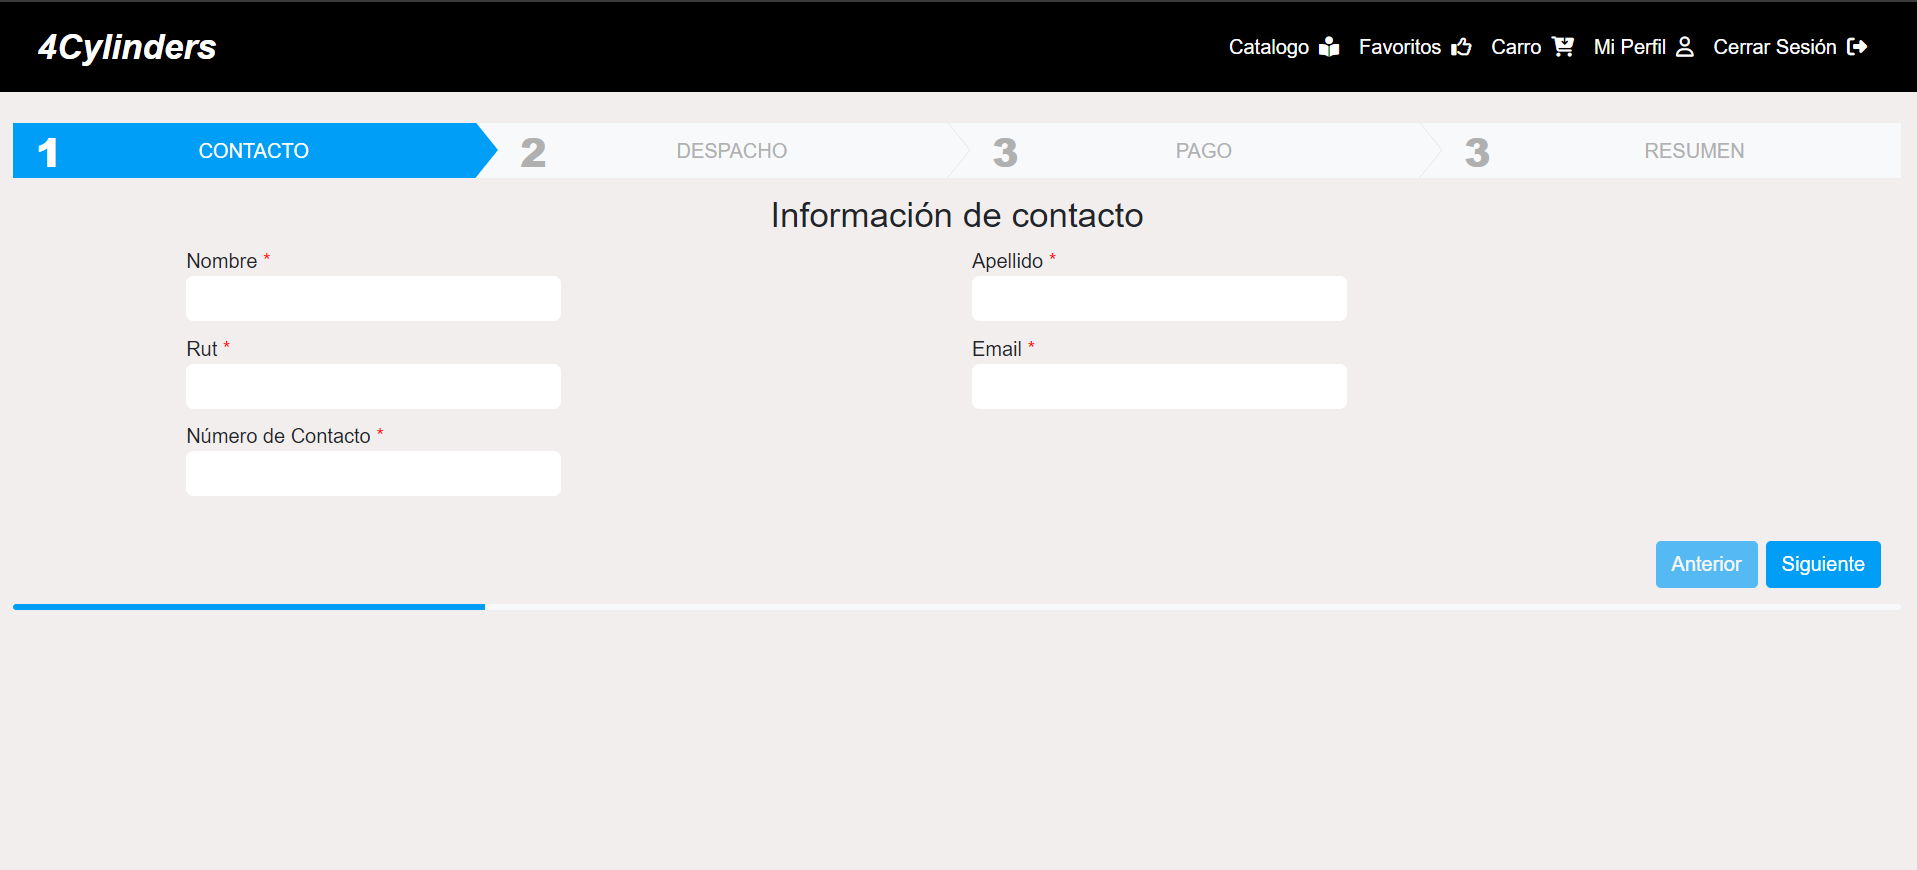 4Cylinders
Catalogo Favoritos Carro Mi Perfil Cerrar Sesión
1 CONTACTO 2 DESPACHO 3 PAGO 3 RESUMEN
Información de contacto
Nombre * Apellido *
Rut * Email *
Número de Contacto *
Anterior Siguiente